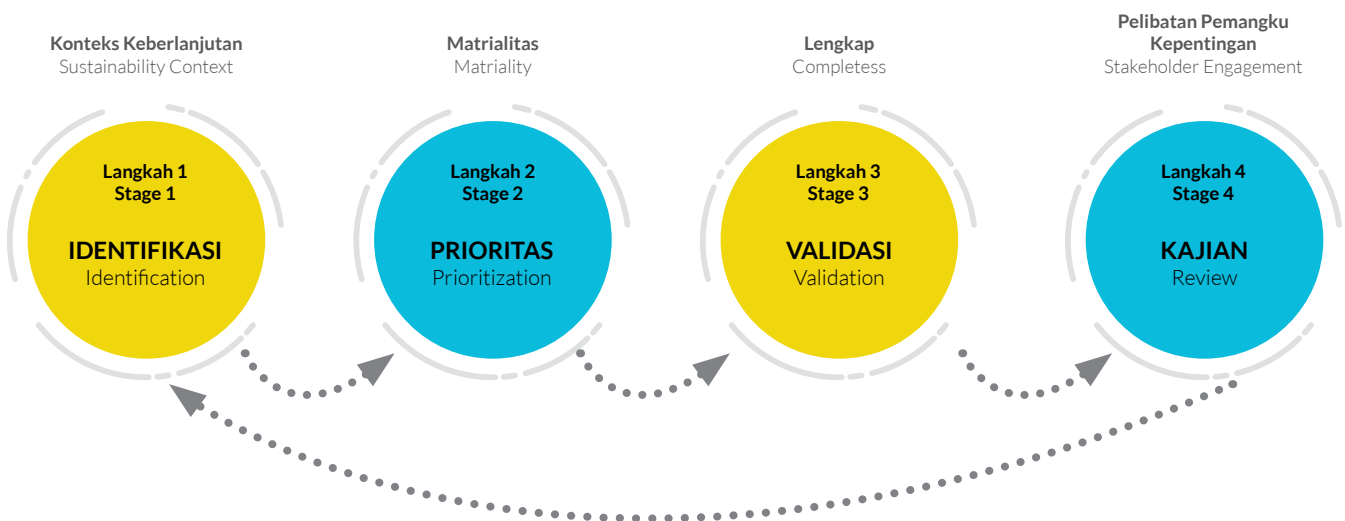 Konteks Keberlanjutan
Sustainability Context
Langkah 1
Stage 1
IDENTIFIKASI
Identification
Matrialitas
Matriality
Langkah 2
Stage 2
PRIORITAS
Prioritization
Lengkap
Completess
Langkah 3
Stage 3
VALIDASI
Validation
Pelibatan Pemangku
Kepentingan
Stakeholder Engagement
Langkah 4
Stage 4
KAJIAN
Review